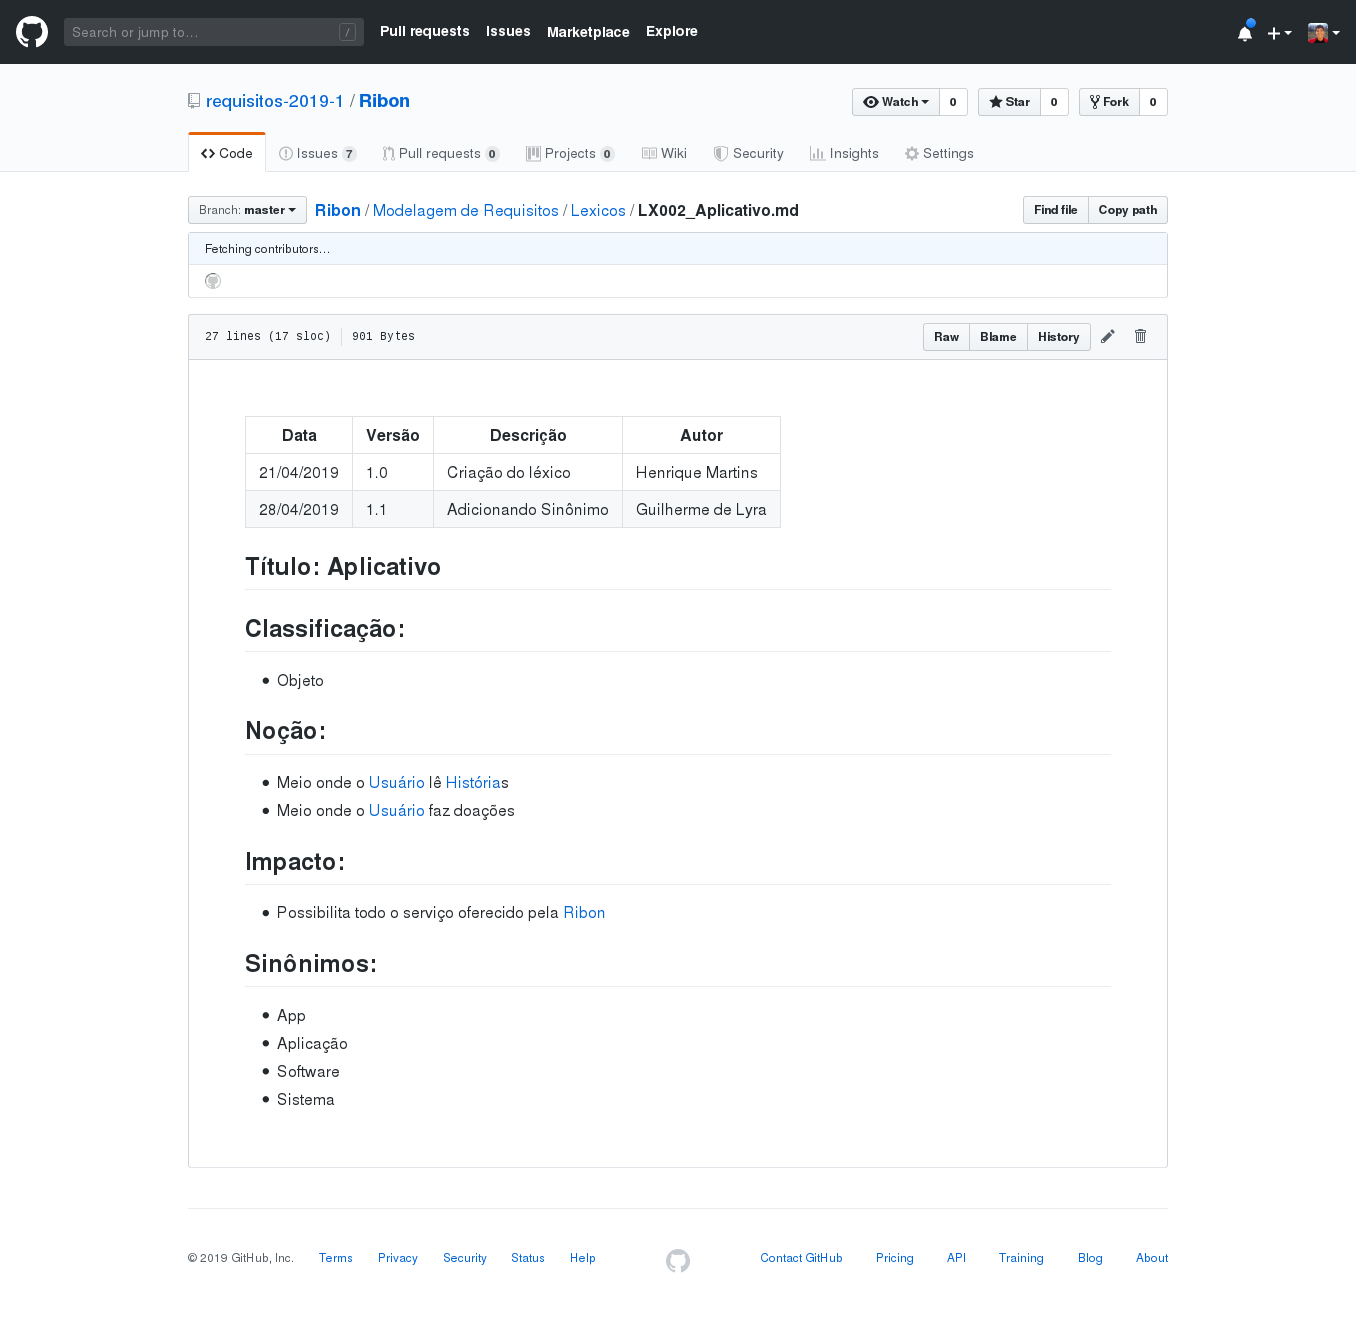 Search or jump to... / Pull requests Issues Marketplace Explore
requisitos-2019-1 / Ribon Watch 0 Star 0 Fork 0
Code Issues 7 Pull requests 0 Projects 0 Wiki Security Insights Settings
Branch: master Ribon / Modelagem de Requisitos / Lexicos / LX002_Aplicativo.md Find file Copy path
Fetching contributors...
27 lines (17 sloc) 901 Bytes Raw Blame History
Data Versão Descrição Autor
21/04/2019 1.0 Criação do léxico Henrique Martins
28/04/2019 1.1 Adicionando Sinônimo Guilherme de Lyra
Título: Aplicativo
Classificação:
• Objeto
Noção:
• Meio onde o Usuário lê Histórias
• Meio onde o Usuário faz doações
Impacto:
• Possibilita todo o serviço oferecido pela Ribon
Sinônimos:
• App
• Aplicação
• Software
• Sistema
© 2019 GitHub, Inc. Terms Privacy Security Status Help Contact GitHub Pricing API Training Blog About